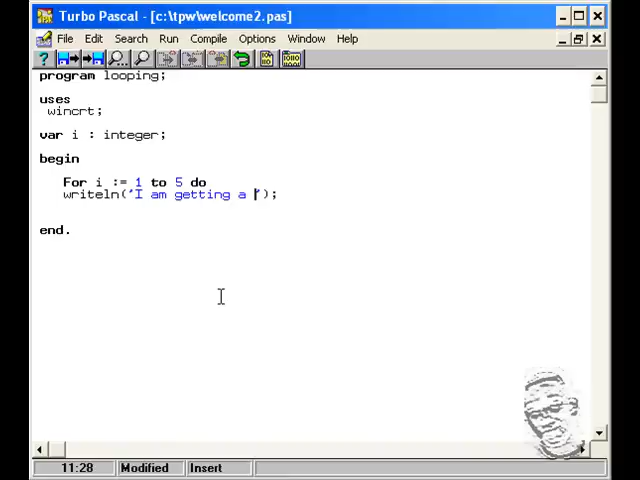 Turbo Pascal - [c:\tpw\welcome2.pas]
File Edit Search Run Compile Options Window Help
program looping;
uses
wincrt;
var i : integer;
begin
For i := 1 to 5 do
writeln('I am getting a ');
end.
11:28 Modified Insert